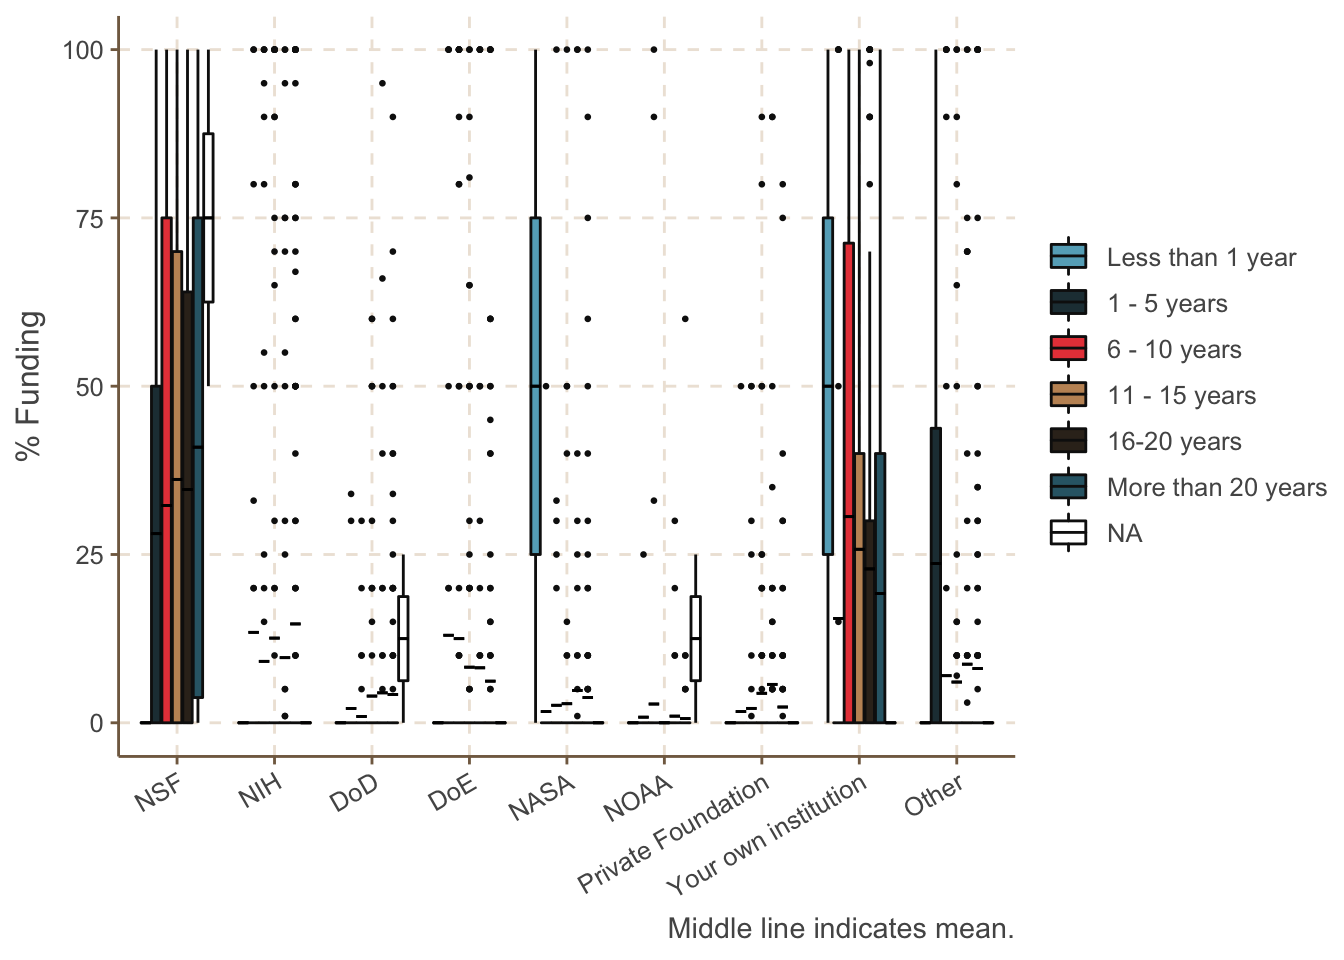 100
75
50
25
0
% Funding
NSF
NIH
DoD
DoE
NASA
NOAA
Private Foundation
Your own institution
Other
Less than 1 year
1 - 5 years
6 - 10 years
11 - 15 years
16-20 years
More than 20 years
NA
Middle line indicates mean.